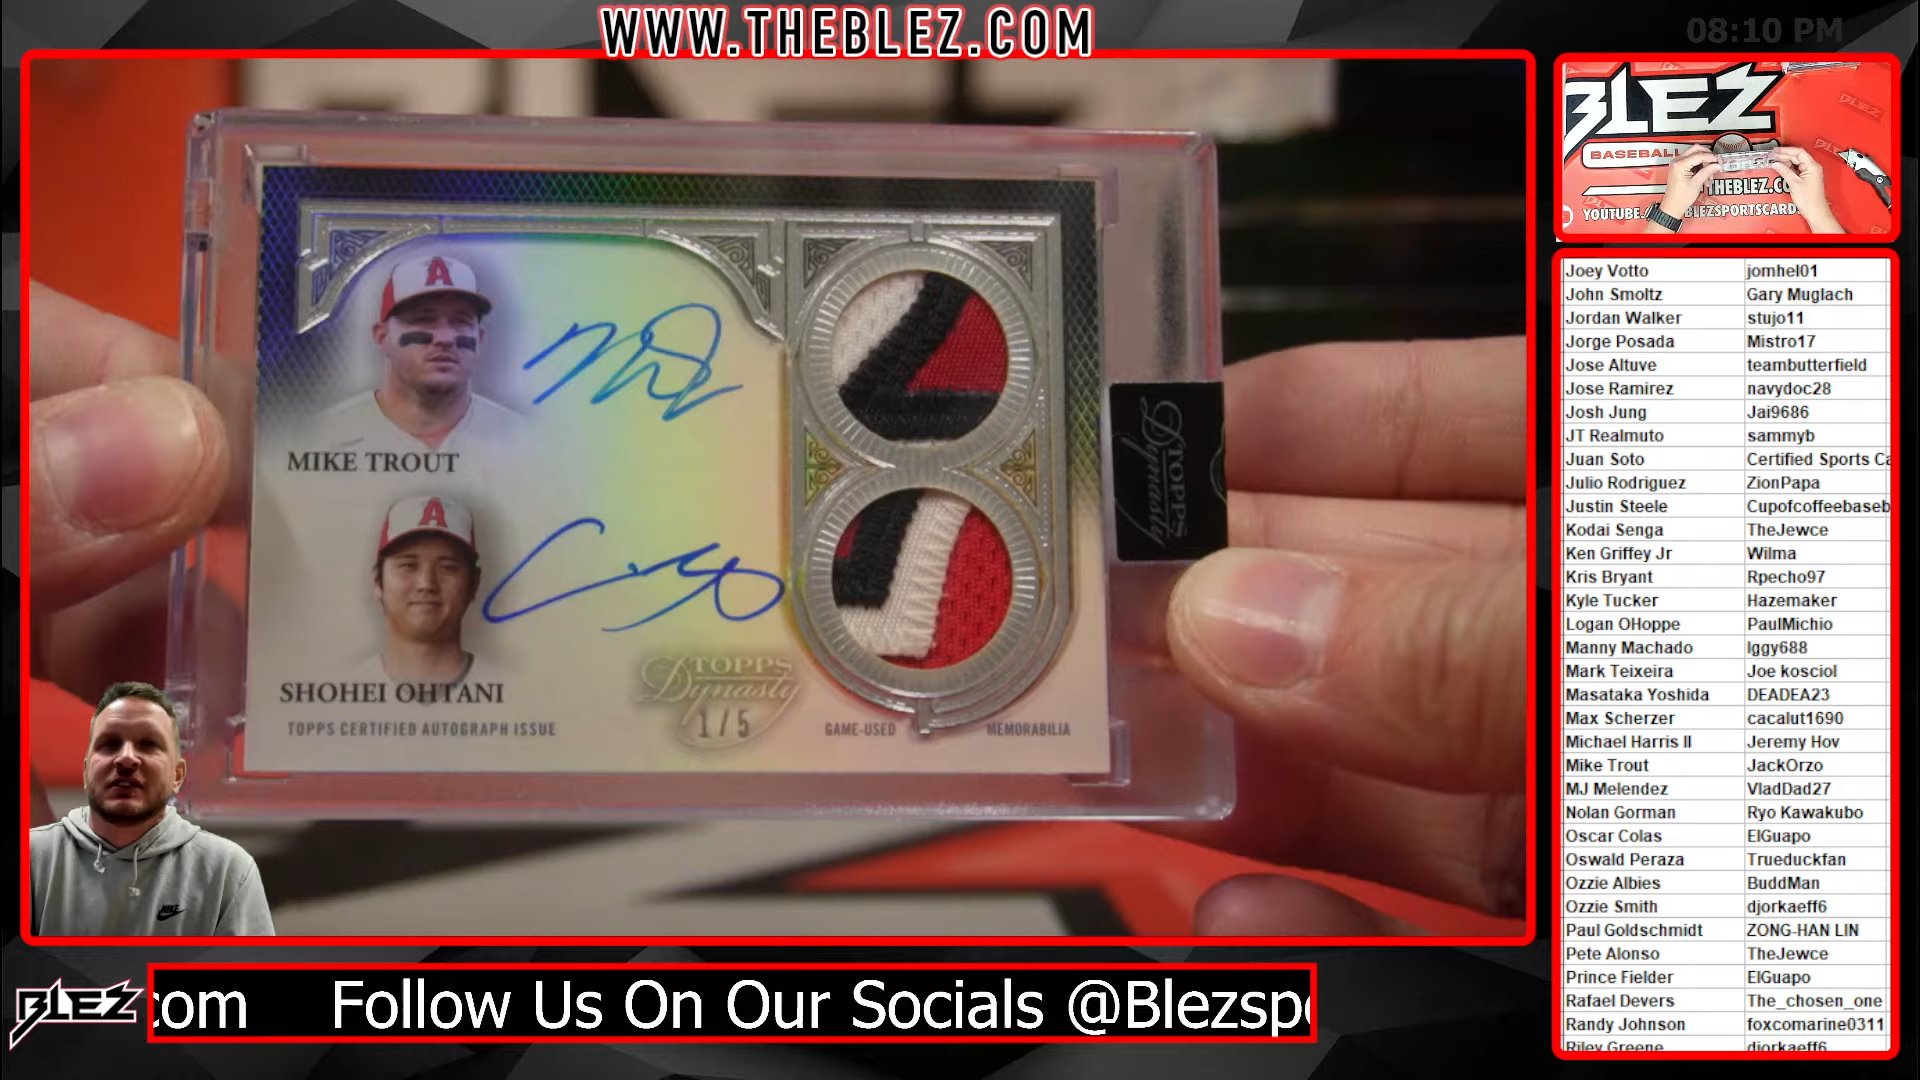 WWW.THEBLEZ.COM
08:10 PM
BLEZ
BASEBALL
THEBLEZ.CO
YOUTUBE.
BLEZSPORTSCARDS
A
MIKE TROUT
A
SHOHEI OHTANI
TOPPS CERTIFIED AUTOGRAPH ISSUE
TOPPS
Dynasty
1/5
GAME-USED
MEMORABILIA
TOPPS
Dynasty
NIKE
Joey Votto jomhel01
John Smoltz Gary Muglach
Jordan Walker stujo11
Jorge Posada Mistro17
Jose Altuve teambutterfield
Jose Ramirez navydoc28
Josh Jung Jai9686
JT Realmuto sammyb
Juan Soto Certified Sports Ca
Julio Rodriguez ZionPapa
Justin Steele Cupofcoffeebaseb
Kodai Senga TheJewce
Ken Griffey Jr Wilma
Kris Bryant Rpecho97
Kyle Tucker Hazemaker
Logan OHoppe PaulMichio
Manny Machado Iggy688
Mark Teixeira Joe kosciol
Masataka Yoshida DEADEA23
Max Scherzer cacalut1690
Michael Harris II Jeremy Hov
Mike Trout JackOrzo
MJ Melendez VladDad27
Nolan Gorman Ryo Kawakubo
Oscar Colas ElGuapo
Oswald Peraza Trueduckfan
Ozzie Albies BuddMan
Ozzie Smith djorkaeff6
Paul Goldschmidt ZONG-HAN LIN
Pete Alonso TheJewce
Prince Fielder ElGuapo
Rafael Devers The_chosen_one
Randy Johnson foxcomarine0311
Riley Greene djorkaeff6
BLEZ
.com Follow Us On Our Socials @Blezspo